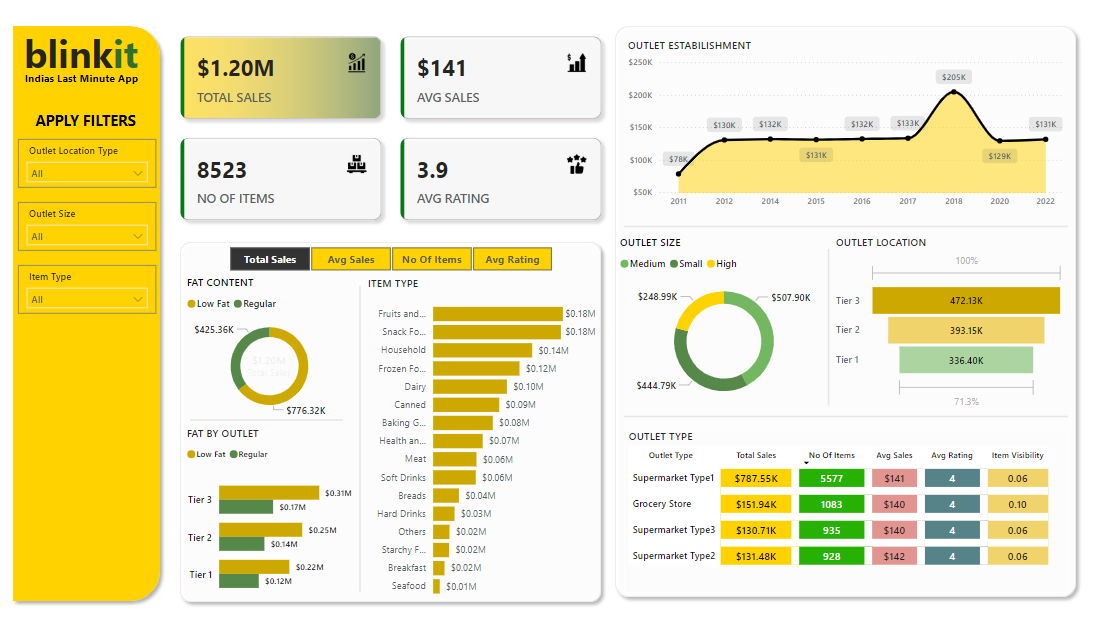 blinkit
Indias Last Minute App
APPLY FILTERS
Outlet Location Type
All
Outlet Size
All
Item Type
All
$1.20M
TOTAL SALES
$141
AVG SALES
8523
NO OF ITEMS
3.9
AVG RATING
Total Sales Avg Sales No Of Items Avg Rating
FAT CONTENT
Low Fat Regular
$425.36K
$1.20M
Total Sales
$776.32K
FAT BY OUTLET
Low Fat Regular
Tier 3 $0.31M
$0.17M
Tier 2 $0.25M
$0.14M
Tier 1 $0.22M
$0.12M
ITEM TYPE
Fruits and... $0.18M
Snack Fo... $0.18M
Household $0.14M
Frozen Fo... $0.12M
Dairy $0.10M
Canned $0.09M
Baking G... $0.08M
Health an... $0.07M
Meat $0.06M
Soft Drinks $0.06M
Breads $0.04M
Hard Drinks $0.03M
Others $0.02M
Starchy F... $0.02M
Breakfast $0.02M
Seafood $0.01M
OUTLET ESTABILISHMENT
$250K
$200K
$150K
$100K
$50K
$78K $130K $132K $131K $132K $133K $205K $129K $131K
2011 2012 2014 2015 2016 2017 2018 2020 2022
OUTLET SIZE
Medium Small High
$248.99K
$507.90K
$444.79K
OUTLET LOCATION
100%
Tier 3 472.13K
Tier 2 393.15K
Tier 1 336.40K
71.3%
OUTLET TYPE
Outlet Type Total Sales No Of Items Avg Sales Avg Rating Item Visibility
Supermarket Type1 $787.55K 5577 $141 4 0.06
Grocery Store $151.94K 1083 $140 4 0.10
Supermarket Type3 $130.71K 935 $140 4 0.06
Supermarket Type2 $131.48K 928 $142 4 0.06